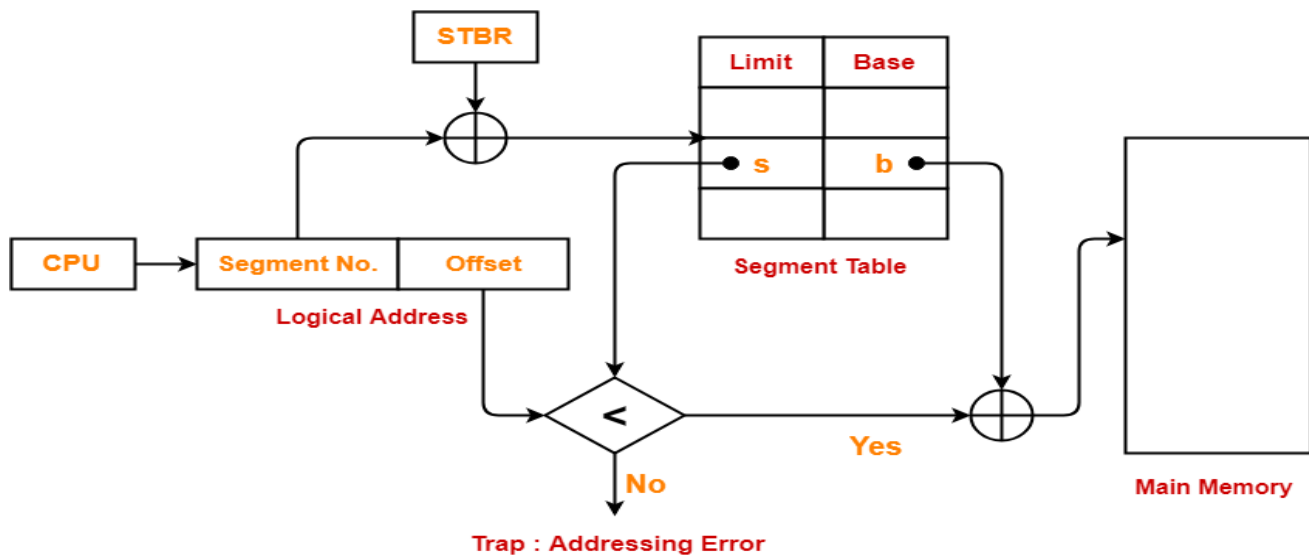 STBR
Limit Base
s b
CPU Segment No. Offset
Segment Table
Logical Address
<
Yes
No
Main Memory
Trap : Addressing Error